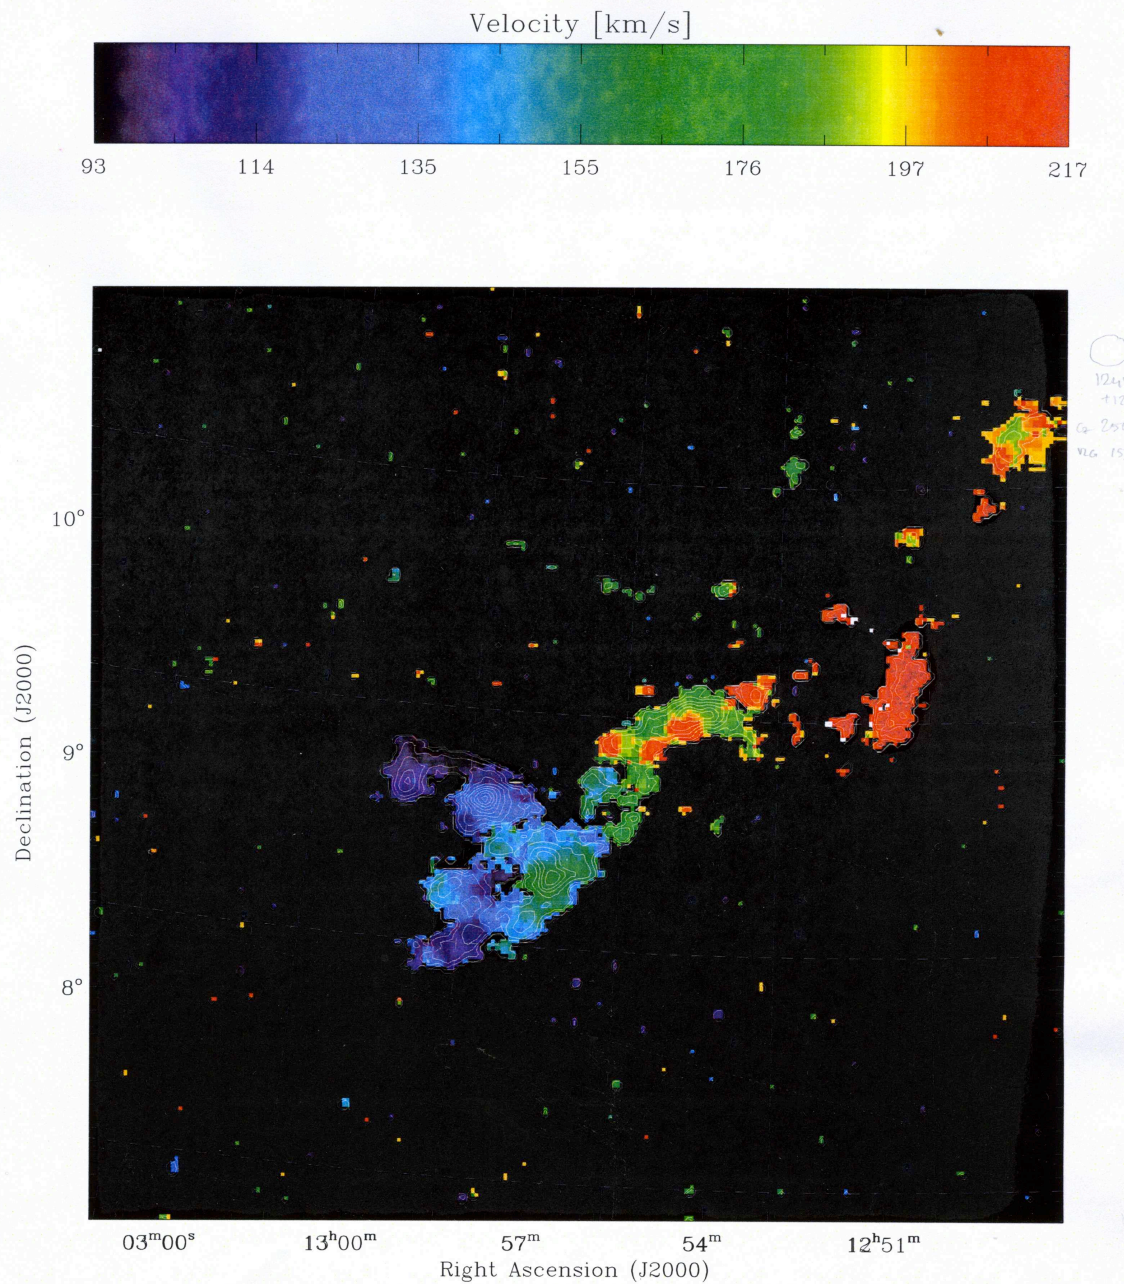 Velocity [km/s]
93 114 135 155 176 197 217
10°
9°
8°
Declination (J2000)
03ᵐ00ˢ 13ʰ00ᵐ 57ᵐ 54ᵐ 12ʰ51ᵐ
Right Ascension (J2000)